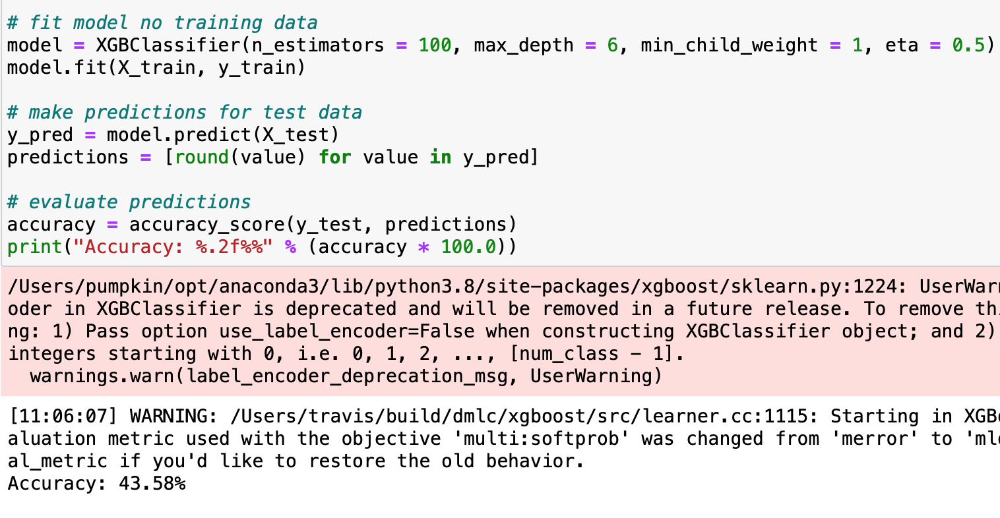 # fit model no training data
model = XGBClassifier(n_estimators = 100, max_depth = 6, min_child_weight = 1, eta = 0.5)
model.fit(X_train, y_train)
# make predictions for test data
y_pred = model.predict(X_test)
predictions = [round(value) for value in y_pred]
# evaluate predictions
accuracy = accuracy_score(y_test, predictions)
print("Accuracy: %.2f%%" % (accuracy * 100.0))
/Users/pumpkin/opt/anaconda3/lib/python3.8/site-packages/xgboost/sklearn.py:1224:
oder in XGBClassifier is deprecated and will be removed in a future release. To remove
ng: 1) Pass option use_label_encoder=False when constructing XGBClassifier object; and 2)
integers starting with 0, i.e. 0, 1, 2, ..., [num_class - 1].
warnings.warn(label_encoder_deprecation_msg, UserWarning)
[11:06:07] WARNING: /Users/travis/build/dmlc/xgboost/src/learner.cc:1115: Starting in
aluation metric used with the objective 'multi:softprob' was changed from 'merror' to
al_metric if you'd like to restore the old behavior.
Accuracy: 43.58%